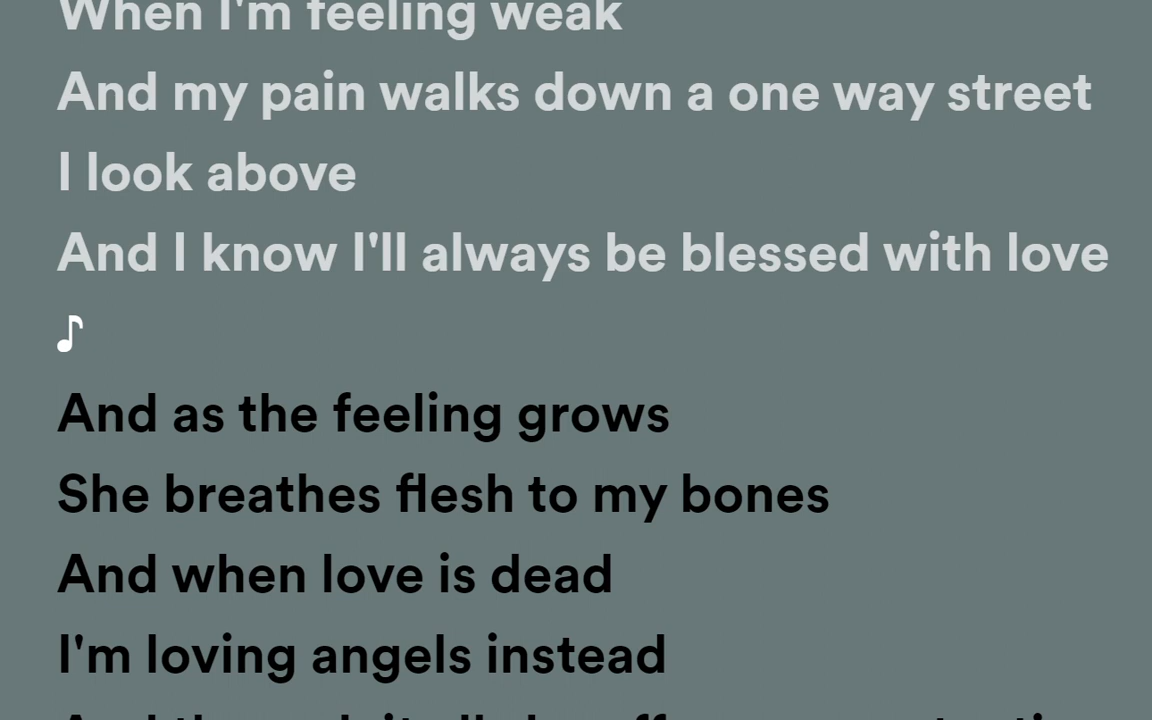 When I'm feeling weak
And my pain walks down a one way street
I look above
And I know I'll always be blessed with love
♪
And as the feeling grows
She breathes flesh to my bones
And when love is dead
I'm loving angels instead